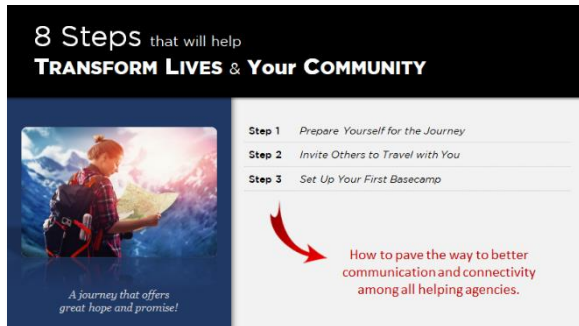 8 Steps that will help
TRANSFORM LIVES & Your COMMUNITY
Step 1 Prepare Yourself for the Journey
Step 2 Invite Others to Travel with You
Step 3 Set Up Your First Basecamp
How to pave the way to better
communication and connectivity
among all helping agencies.
A journey that offers
great hope and promise!